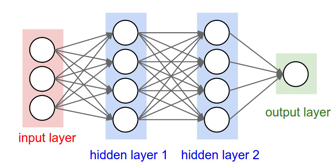 input layer
hidden layer 1
hidden layer 2
output layer